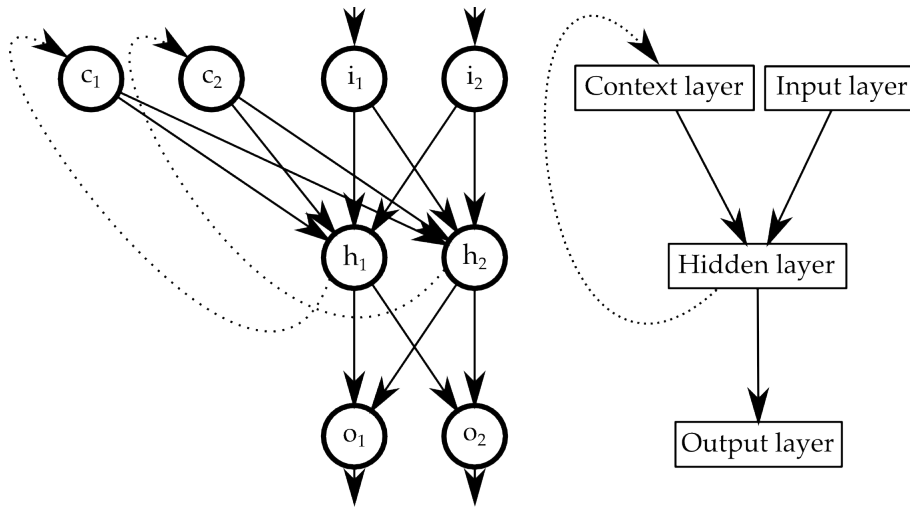 c₁
c₂
i₁
i₂
h₁
h₂
o₁
o₂
Context layer
Input layer
Hidden layer
Output layer